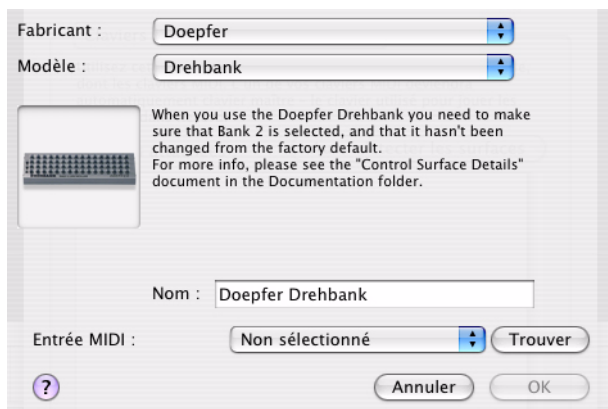 Fabricant : Doepfer
Modèle : Drehbank
When you use the Doepfer Drehbank you need to make
sure that Bank 2 is selected, and that it hasn't been
changed from the factory default.
For more info, please see the "Control Surface Details"
document in the Documentation folder.
Nom : Doepfer Drehbank
Entrée MIDI : Non sélectionné Trouver
? Annuler OK